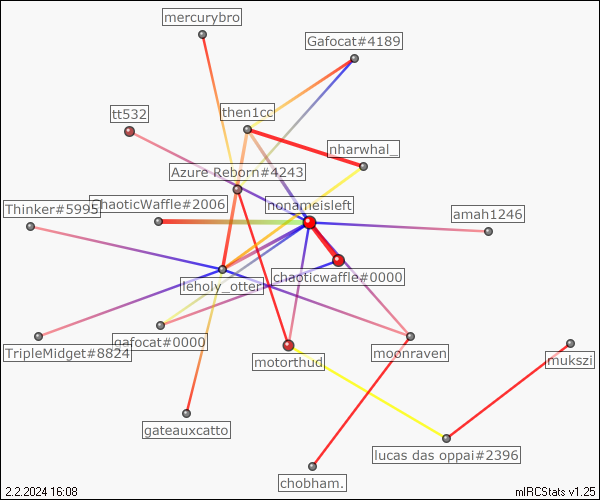 mercurybro
Gafocat#4189
tt532
then1cc
nharwhal_
Azure Reborn#4243
Thinker#5995
ChaoticWaffle#2006
nonameisleft
amah1246
chaoticwaffle#0000
leholy_otter
gafocat#0000
TripleMidget#8824
motorthud
moonraven
mukszi
gateauxcatto
lucas das oppai#2396
chobham.
2.2.2024 16:08
mIRCStats v1.25